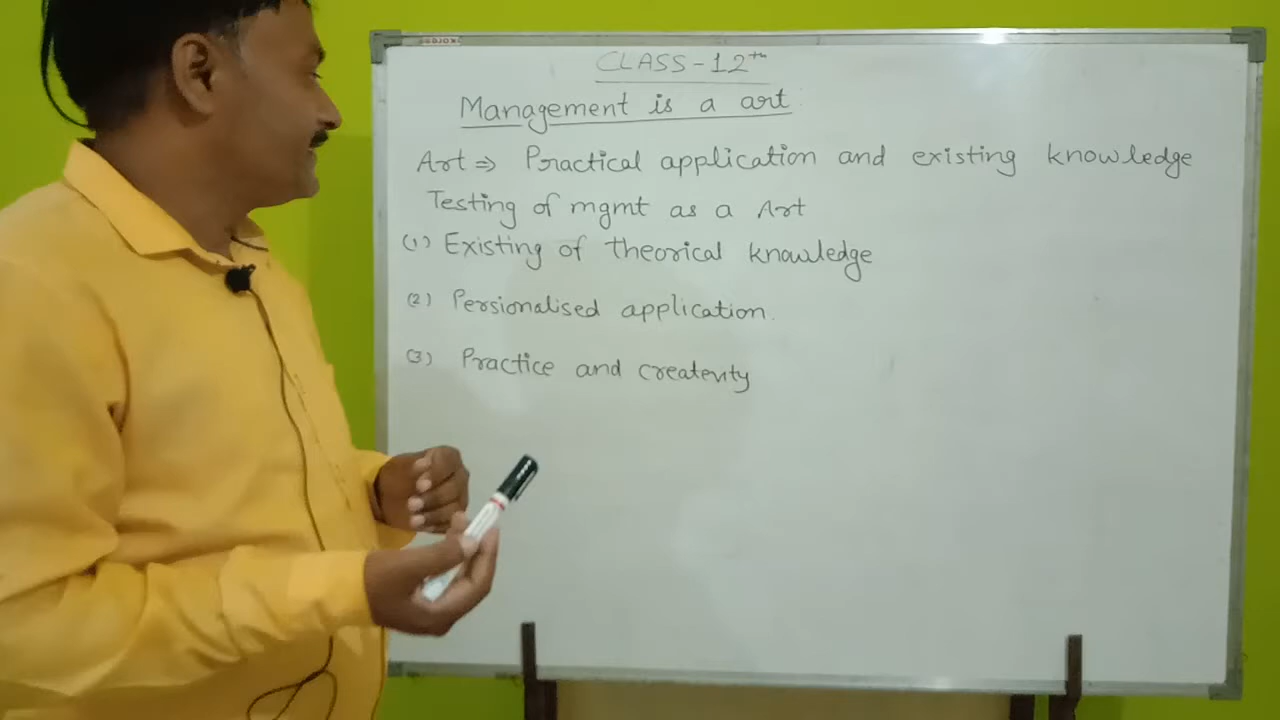 CLASS-12th
Management is a art
Art ⇒ Practical application and existing knowledge
Testing of mgmt as a Art
(1) Existing of theorical knowledge
(2) Persionalised application.
(3) Practice and createvity